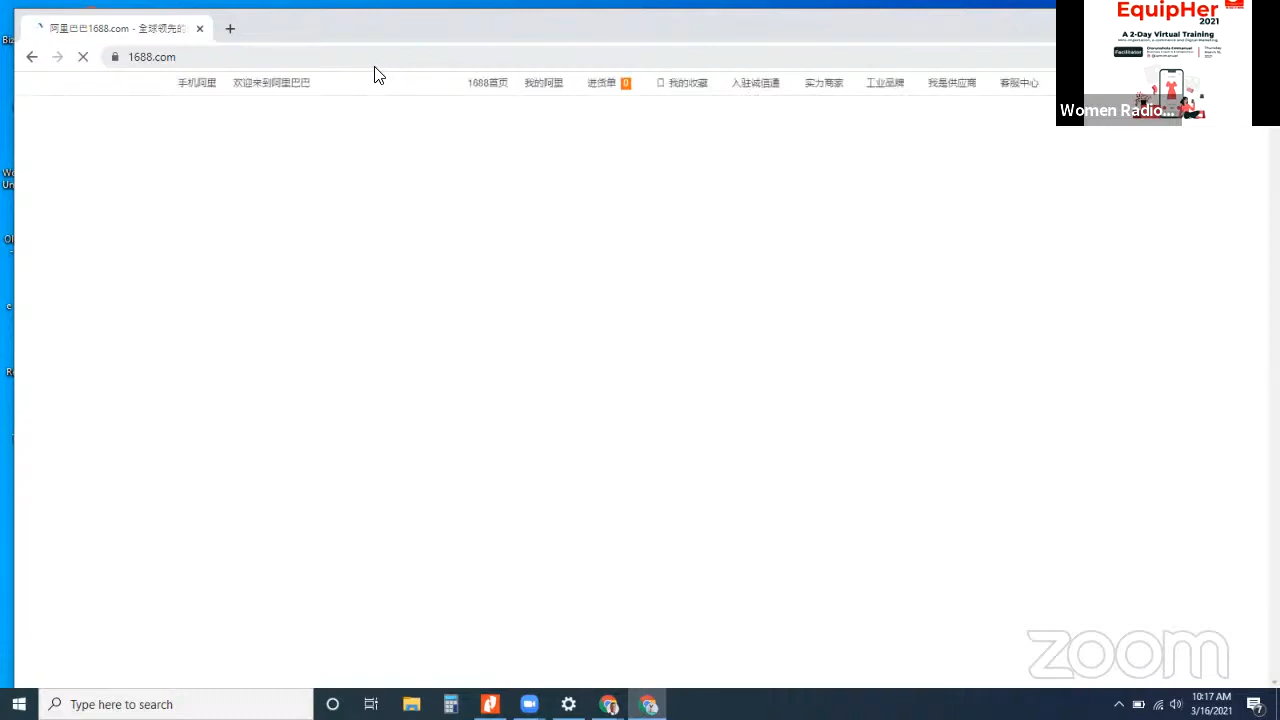 阿里巴巴1688.com - 全球领先的
1688.com
手机阿里 欢迎来到阿里巴巴 1688首页 我的阿里 进货单 0 我的收藏 入驻诚信通 实力商家 工业品牌 我是供应商 客服中心
EquipHer
2021
A 2-Day Virtual Training
Facilitator
Thursday
Women Radio...
zoom
Type here to search
10:17 AM
3/16/2021